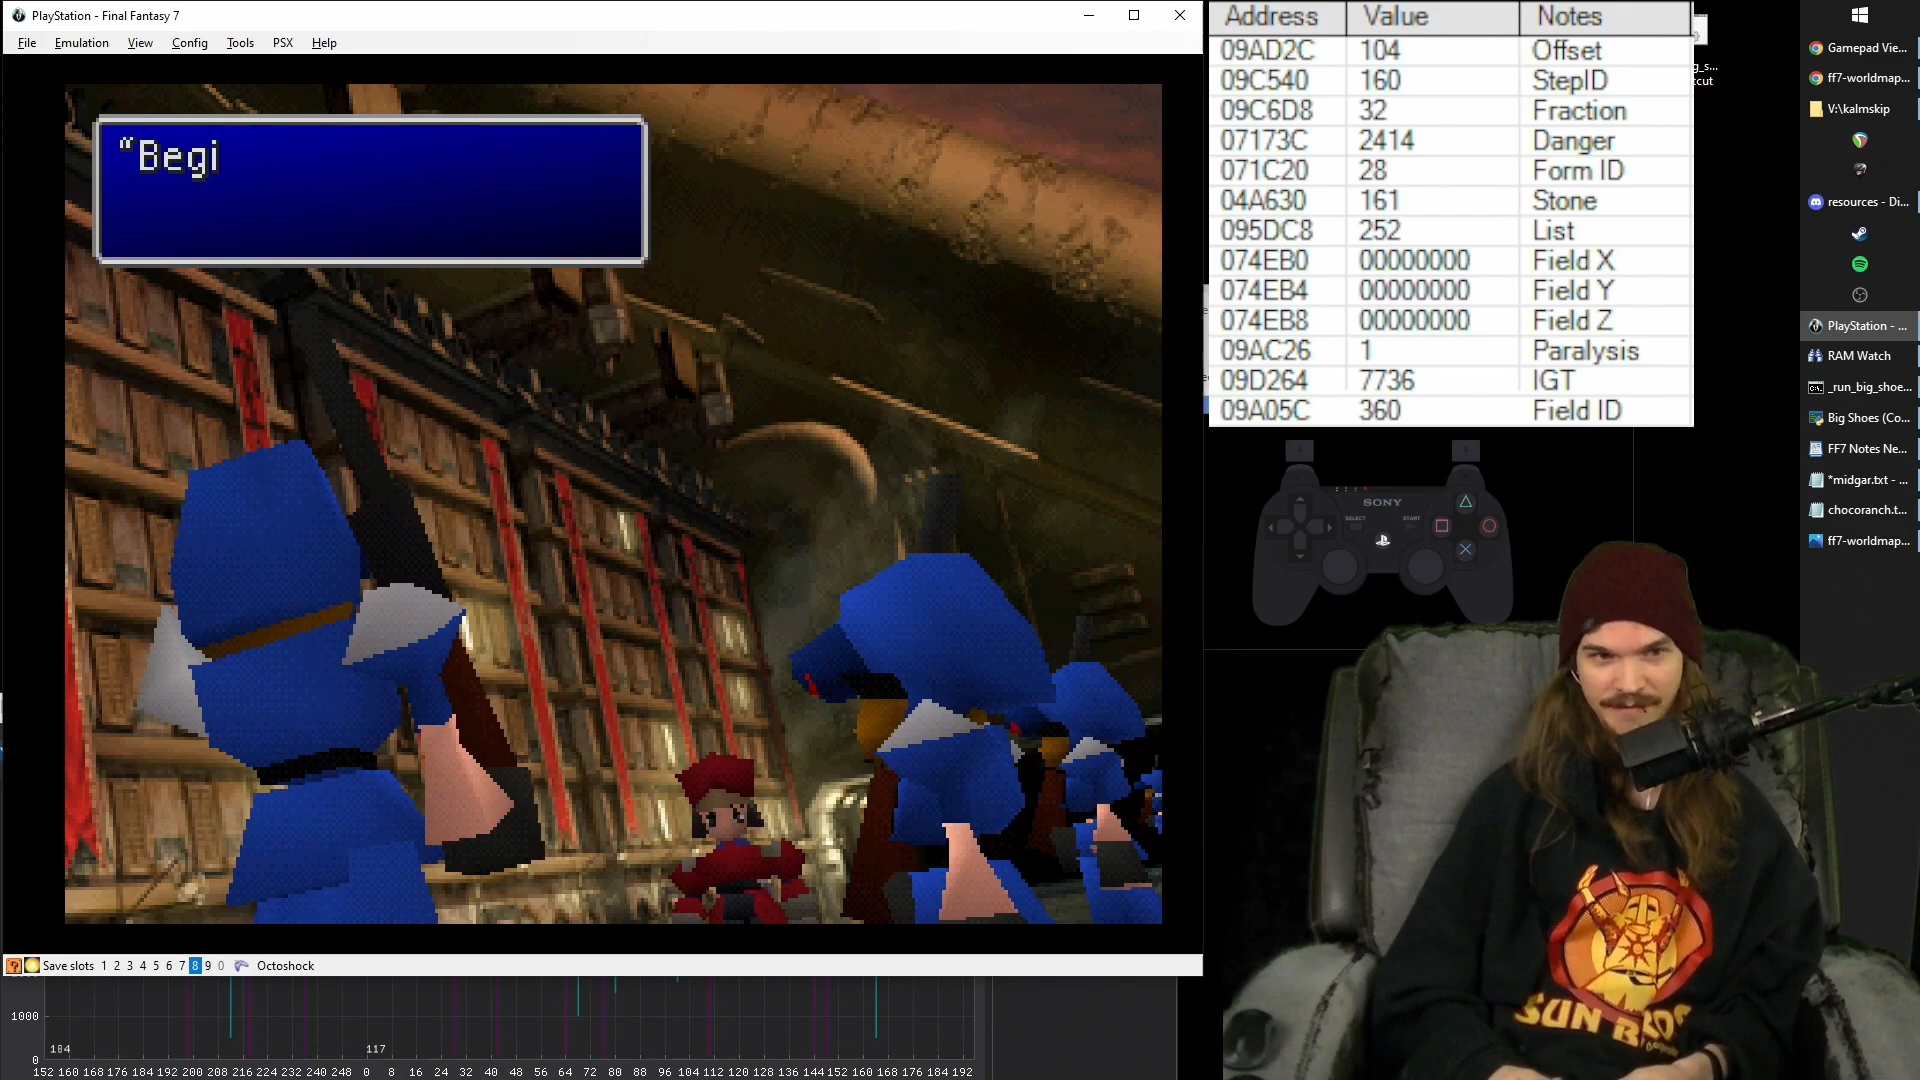 PlayStation - Final Fantasy 7
File Emulation View Config Tools PSX Help
"Begi
Address Value Notes
09AD2C 104 Offset
09C540 160 StepID
09C6D8 32 Fraction
07173C 2414 Danger
071C20 28 Form ID
04A630 161 Stone
095DC8 252 List
074EB0 00000000 Field X
074EB4 00000000 Field Y
074EB8 00000000 Field Z
09AC26 1 Paralysis
09D264 7736 IGT
09A05C 360 Field ID
SONY
SELECT START
SUN BROS
Gamepad Vie...
ff7-worldmap...
V:\kalmskip
resources - Di...
PlayStation - ...
RAM Watch
_run_big_shoe...
Big Shoes (Co...
FF7 Notes Ne...
*midgar.txt - ...
chocoranch.t...
ff7-worldmap...
Save slots 1 2 3 4 5 6 7 8 9 0 Octoshock
1000
104 117
0
152 160 168 176 184 192 200 208 216 224 232 240 248 0 8 16 24 32 40 48 56 64 72 80 88 96 104 112 120 128 136 144 152 160 168 176 184 192